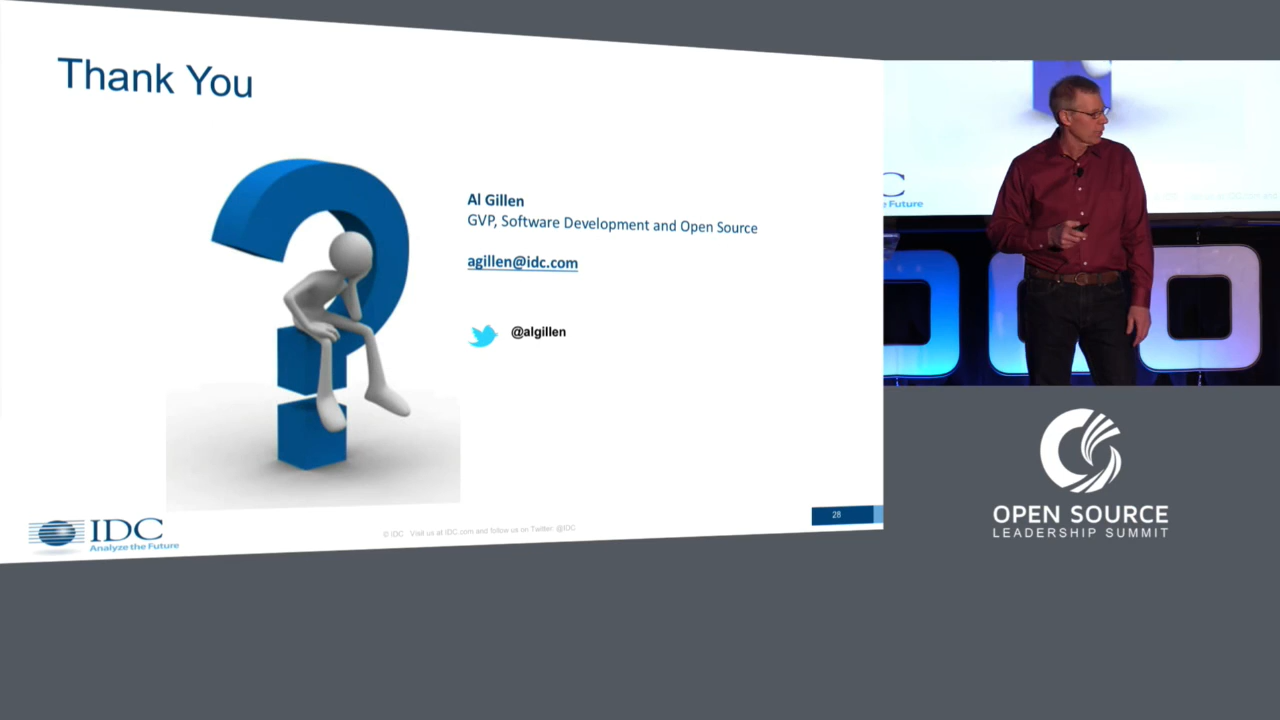 Thank You
Al Gillen
GVP, Software Development and Open Source
agillen@idc.com
@algillen
IDC
Analyze the Future
© IDC Visit us at IDC.com and follow us on Twitter: @IDC
28
C
e Future
OPEN SOURCE
LEADERSHIP SUMMIT